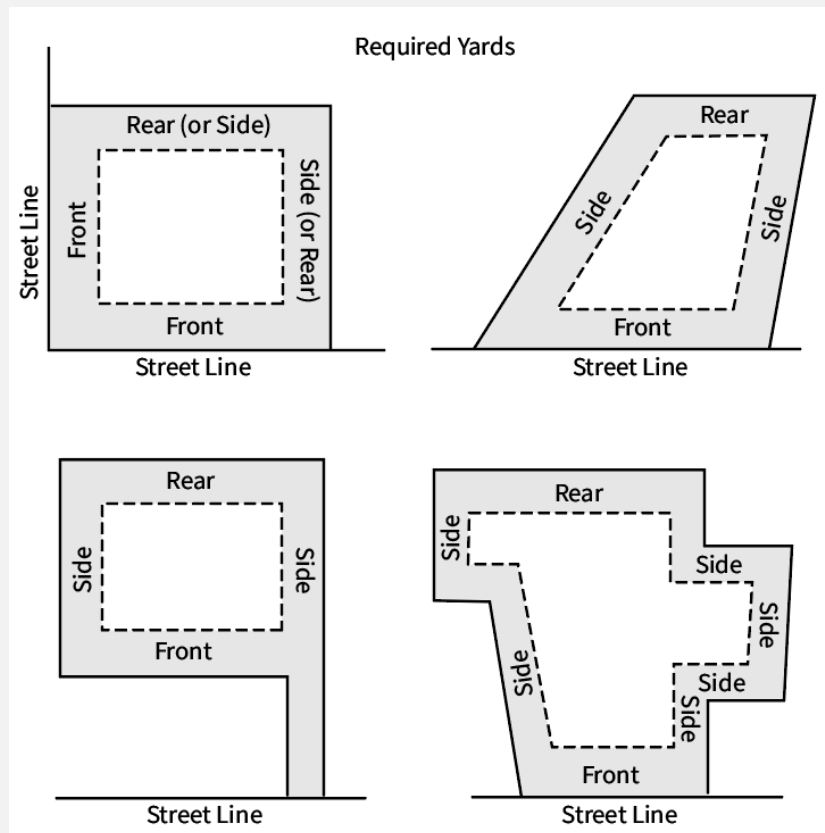 Required Yards
Rear (or Side)
Street Line
Front
Side (or Rear)
Front
Street Line
Rear
Side
Side
Front
Street Line
Rear
Side
Side
Front
Street Line
Rear
Side
Side
Side
Side
Side
Side
Front
Street Line